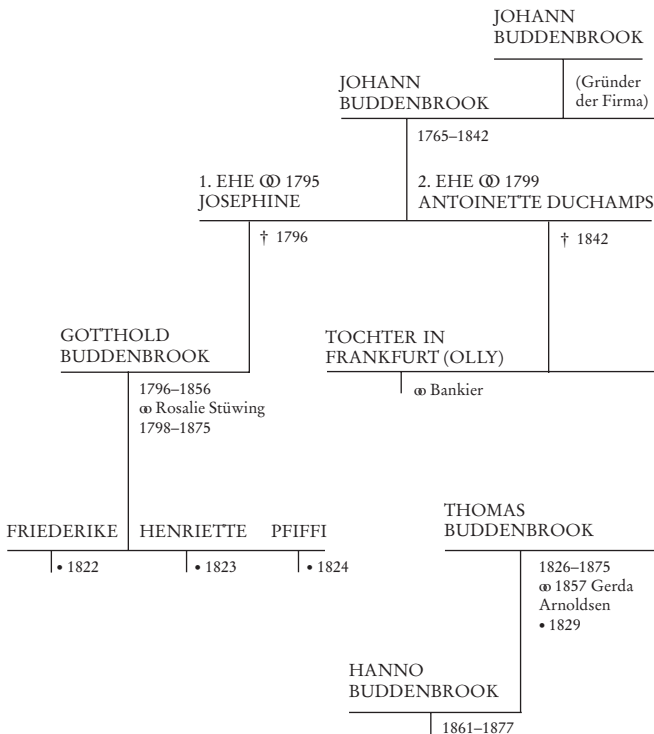 JOHANN
BUDDENBROOK
(Gründer
der Firma)
JOHANN
BUDDENBROOK
1765–1842
1. EHE ⚭ 1795
JOSEPHINE
† 1796
2. EHE ⚭ 1799
ANTOINETTE DUCHAMPS
† 1842
GOTTHOLD
BUDDENBROOK
1796–1856
⚭ Rosalie Stüwing
1798–1875
TOCHTER IN
FRANKFURT (OLLY)
⚭ Bankier
FRIEDERIKE
• 1822
HENRIETTE
• 1823
PFIFFI
• 1824
THOMAS
BUDDENBROOK
1826–1875
⚭ 1857 Gerda
Arnoldsen
• 1829
HANNO
BUDDENBROOK
1861–1877